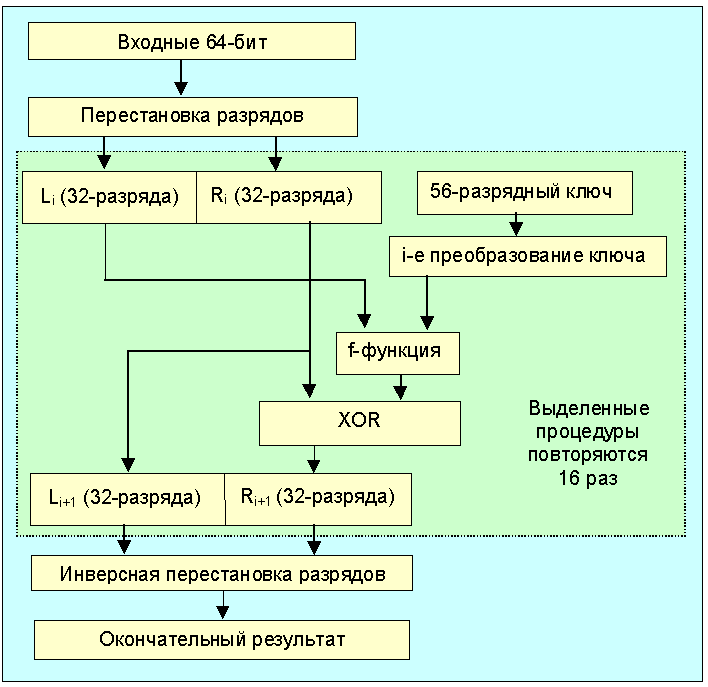 Входные 64-бит
Перестановка разрядов
Li (32-разряда)
Ri (32-разряда)
56-разрядный ключ
i-е преобразование ключа
f-функция
XOR
Выделенные
процедуры
повторяются
16 раз
Li+1 (32-разряда)
Ri+1 (32-разряда)
Инверсная перестановка разрядов
Окончательный результат